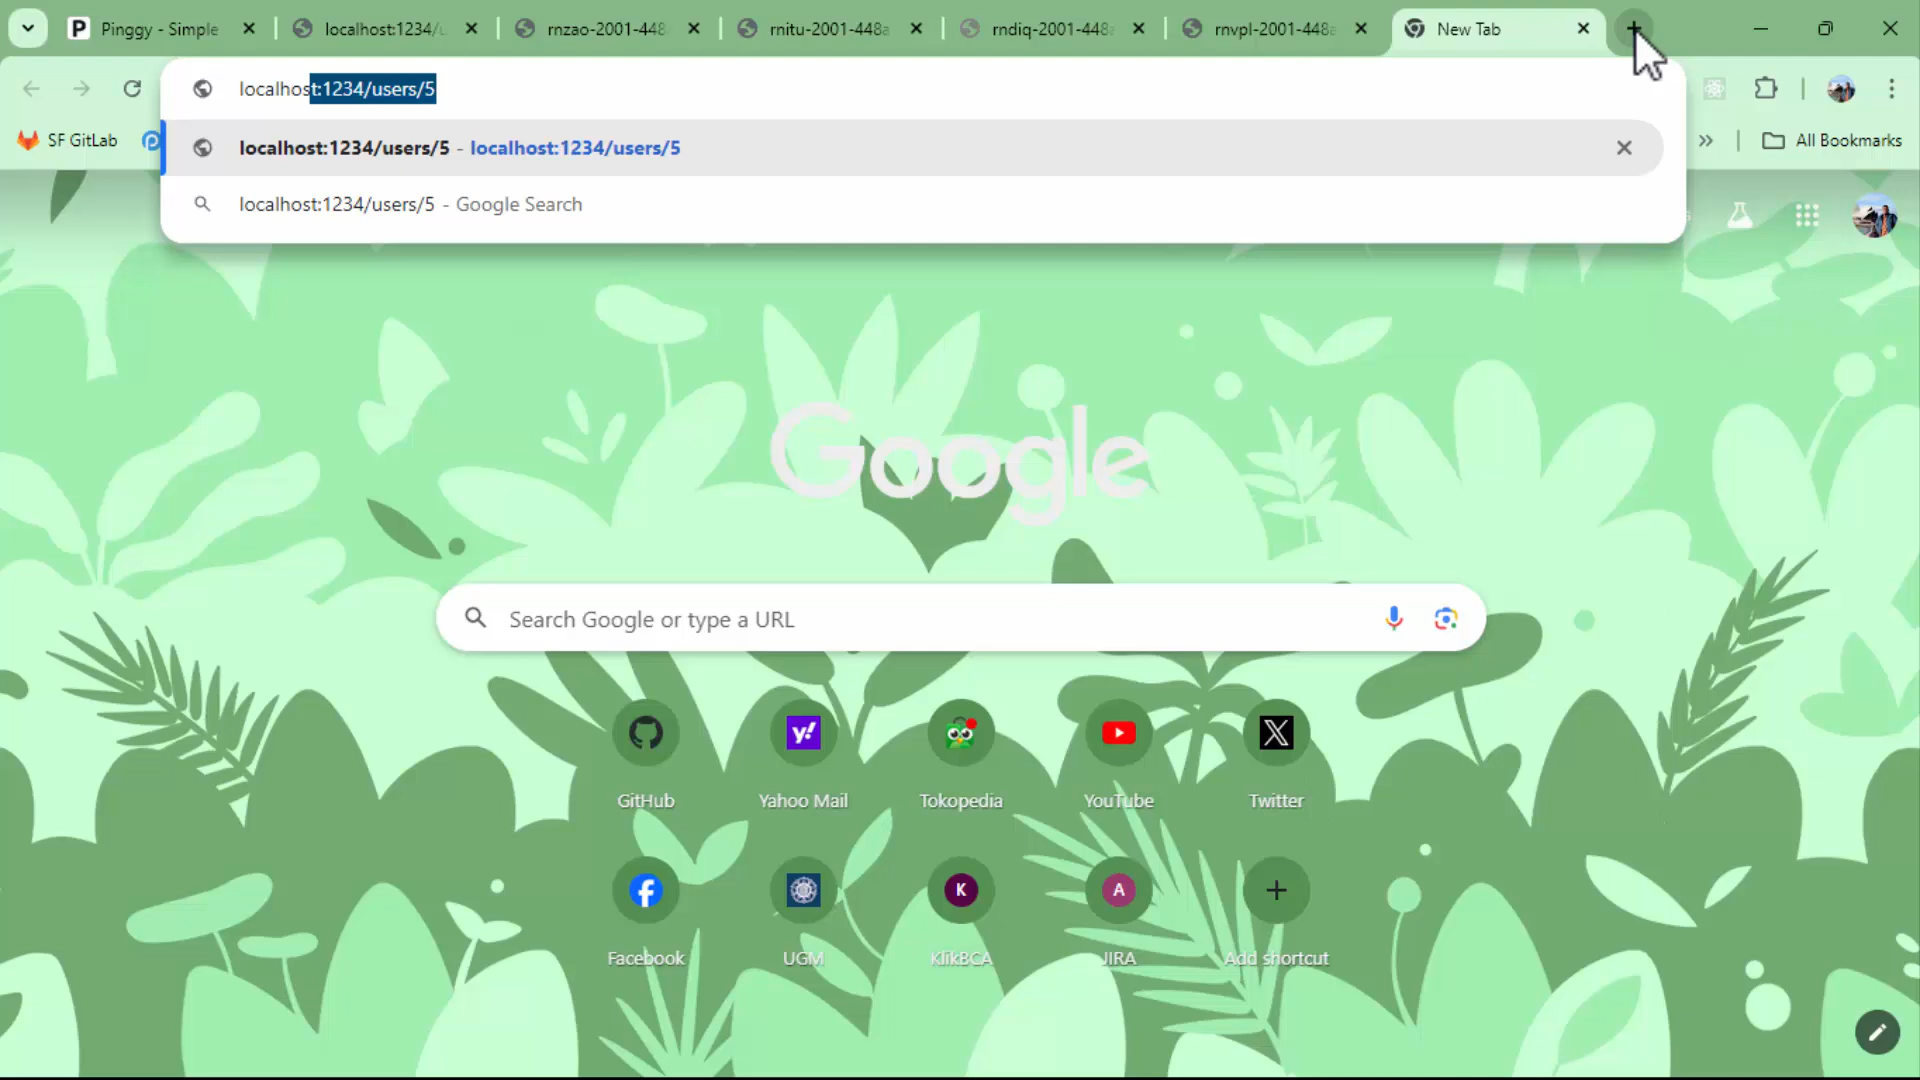 Pinggy - Simple
localhost:1234/u
rnzao-2001-448
rnitu-2001-448a
rndiq-2001-448
rnvpl-2001-448a
New Tab
localhost:1234/users/5
SF GitLab
All Bookmarks
localhost:1234/users/5 - localhost:1234/users/5
localhost:1234/users/5 - Google Search
Google
Search Google or type a URL
GitHub
Yahoo Mail
Tokopedia
YouTube
Twitter
Facebook
UGM
KlikBCA
JIRA
Add shortcut